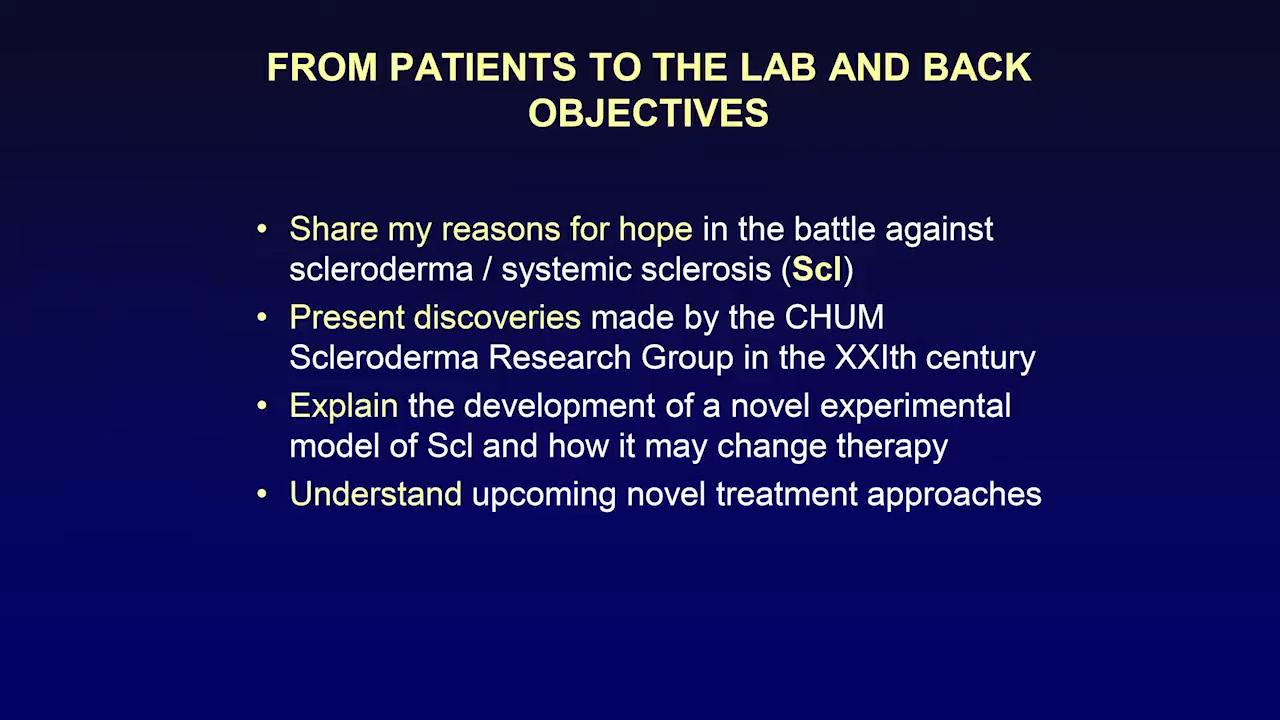 FROM PATIENTS TO THE LAB AND BACK
OBJECTIVES
• Share my reasons for hope in the battle against
scleroderma / systemic sclerosis (Scl)
• Present discoveries made by the CHUM
Scleroderma Research Group in the XXIth century
• Explain the development of a novel experimental
model of Scl and how it may change therapy
• Understand upcoming novel treatment approaches